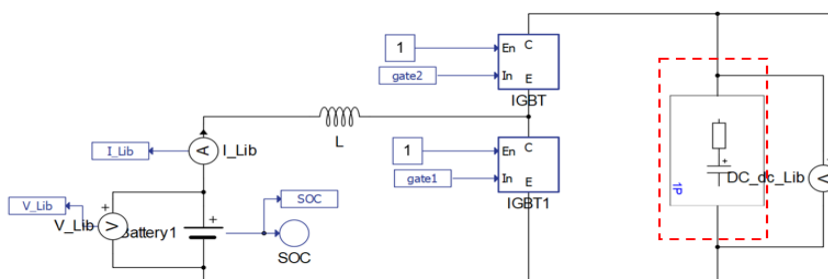 1
En
C
gate2
In
E
IGBT
A
I_Lib
I_Lib
L
1
En
C
gate1
In
E
IGBT1
DC_dc_Lib
V
1P
V_Lib
V
V_Lib
Battery1
SOC
SOC